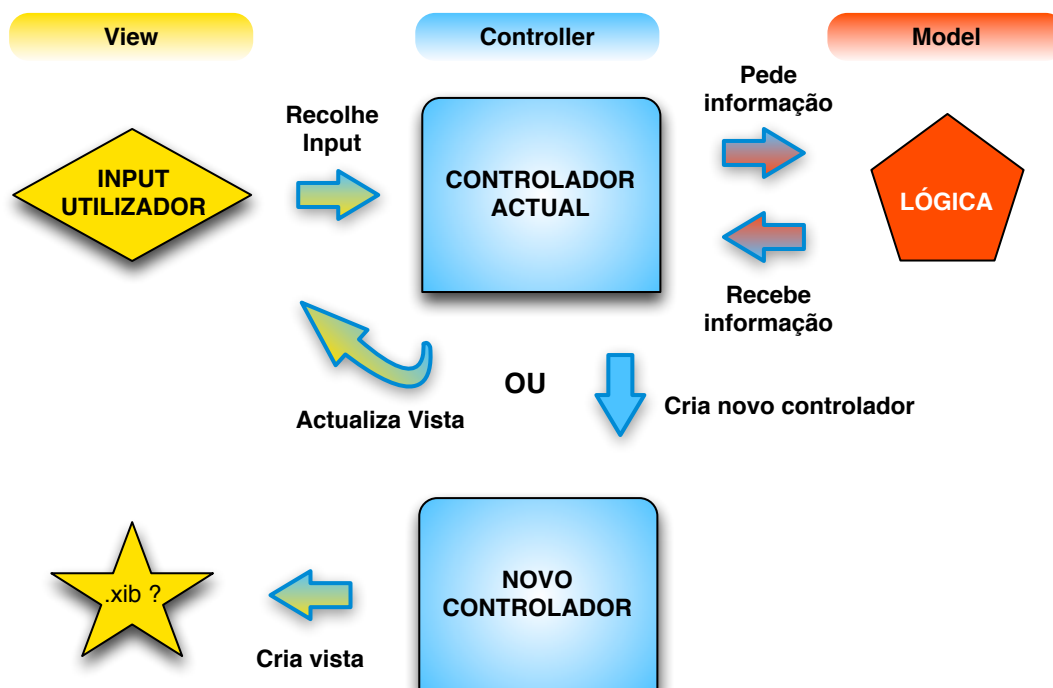 View
Controller
Model
Recolhe
Input
Pede
informação
INPUT
UTILIZADOR
CONTROLADOR
ACTUAL
LÓGICA
Recebe
informação
OU
Actualiza Vista
Cria novo controlador
.xib ?
NOVO
CONTROLADOR
Cria vista